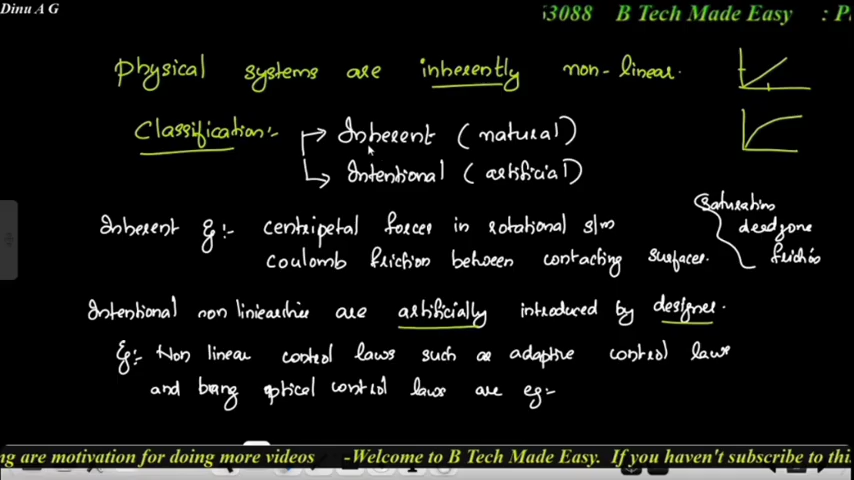 Dinu A G
53088 B Tech Made Easy : P
Physical systems are inherently non-linear.
Classification:-
Inherent (natural)
Intentional (artificial)
Inherent Eg:- centripetal forces in rotational s/m
coulomb friction between contacting surfaces.
saturation
deadzone
friction
Intentional non linearities are artificially introduced by designer.
Eg:- Non linear control laws such as adaptive control laws
and bang optical control laws are eg:-
ng are motivation for doing more videos -Welcome to B Tech Made Easy. If you haven't subscribe to this